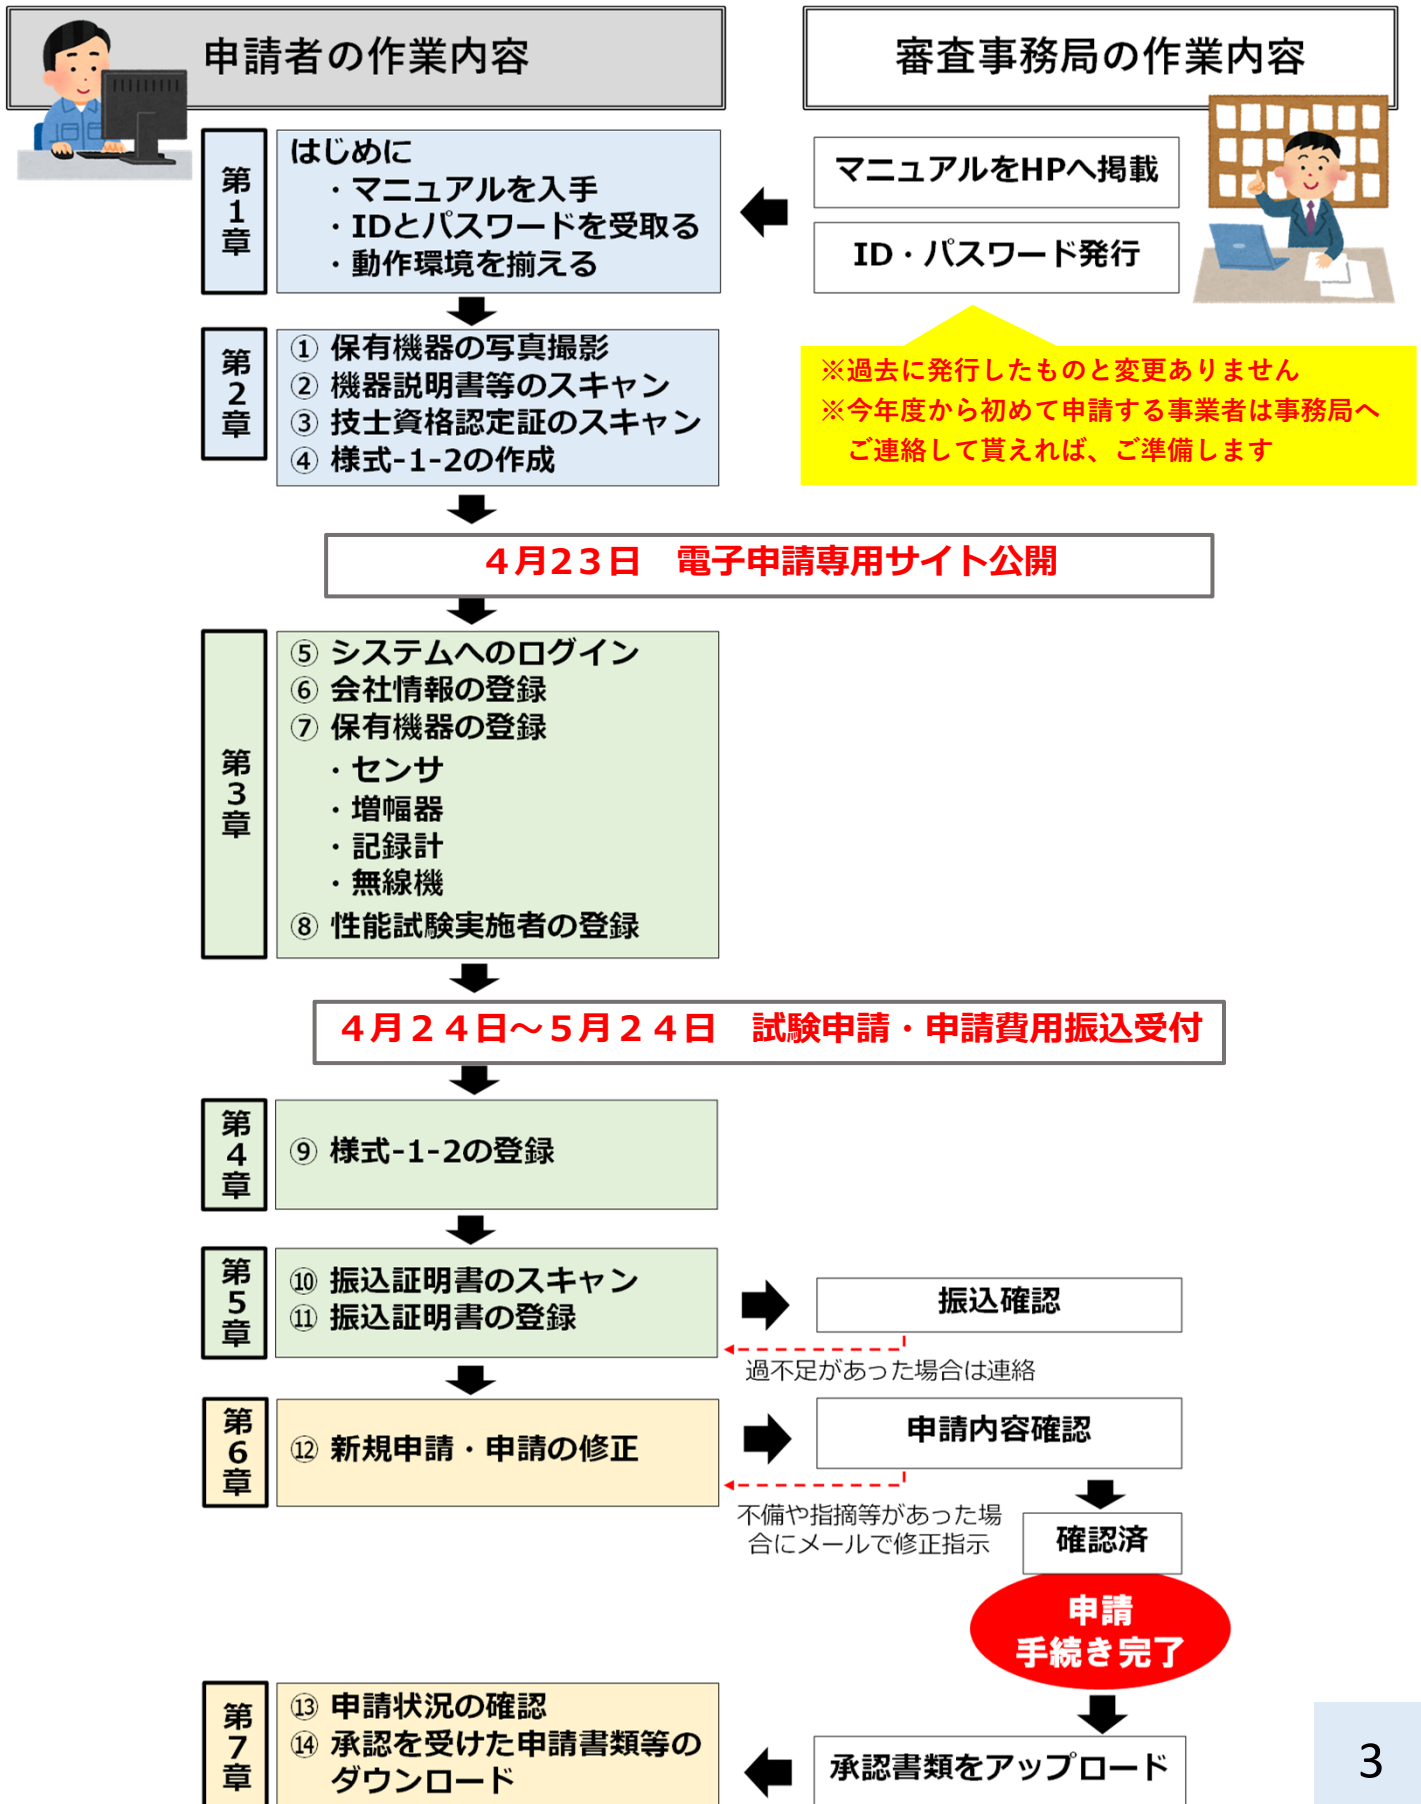 申請者の作業内容
審査事務局の作業内容
第1章
はじめに
・マニュアルを入手
・IDとパスワードを受取る
・動作環境を揃える
マニュアルをHPへ掲載
ID・パスワード発行
※過去に発行したものと変更ありません
※今年度から初めて申請する事業者は事務局へ
ご連絡して貰えれば、ご準備します
第2章
① 保有機器の写真撮影
② 機器説明書等のスキャン
③ 技士資格認定証のスキャン
④ 様式-1-2の作成
４月２３日　電子申請専用サイト公開
第3章
⑤ システムへのログイン
⑥ 会社情報の登録
⑦ 保有機器の登録
・センサ
・増幅器
・記録計
・無線機
⑧ 性能試験実施者の登録
４月２４日～５月２４日　試験申請・申請費用振込受付
第4章
⑨ 様式-1-2の登録
第5章
⑩ 振込証明書のスキャン
⑪ 振込証明書の登録
振込確認
過不足があった場合は連絡
第6章
⑫ 新規申請・申請の修正
申請内容確認
不備や指摘等があった場
合にメールで修正指示
確認済
申請
手続き完了
第7章
⑬ 申請状況の確認
⑭ 承認を受けた申請書類等の
ダウンロード
承認書類をアップロード
3